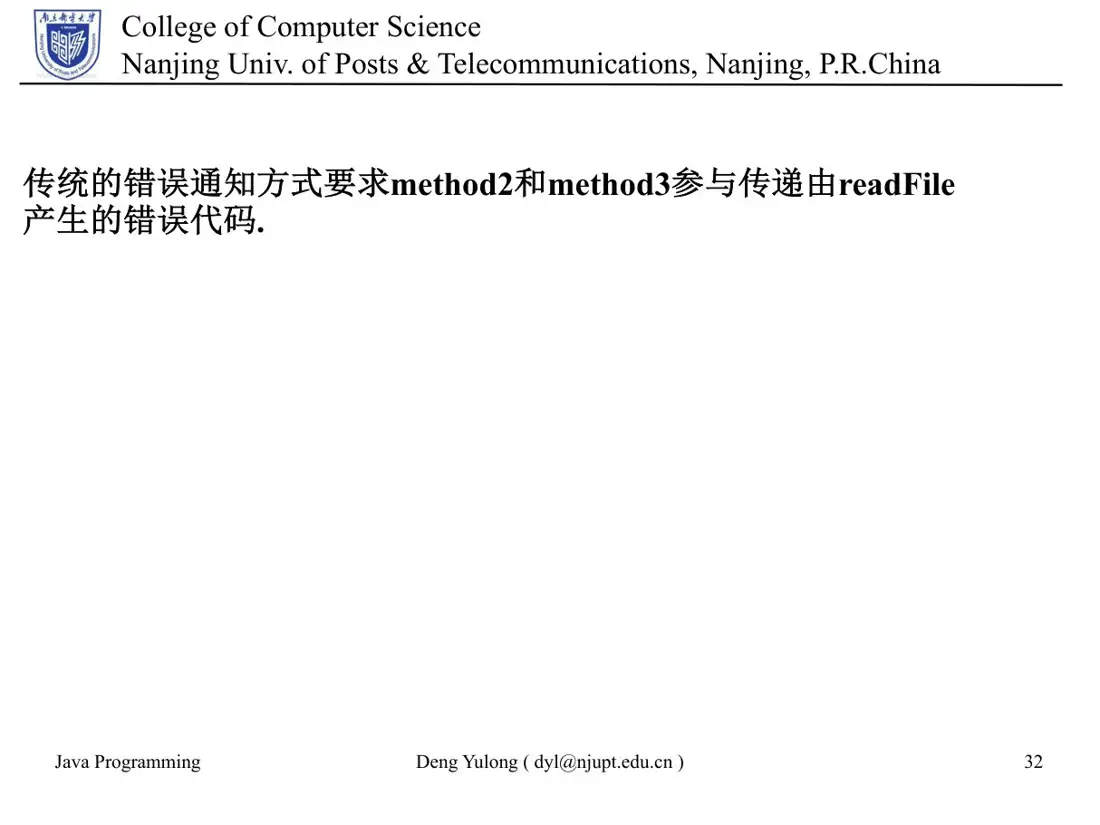 College of Computer Science
Nanjing Univ. of Posts & Telecommunications, Nanjing, P.R.China
传统的错误通知方式要求method2和method3参与传递由readFile
产生的错误代码.
Java Programming
Deng Yulong ( dyl@njupt.edu.cn )
32